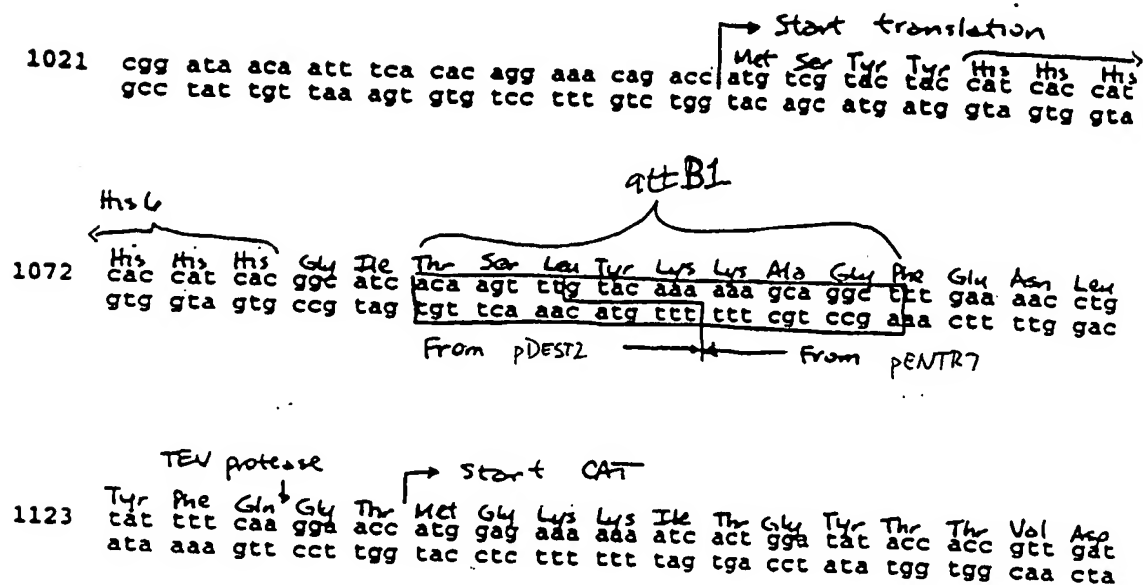 Start translation
Met Ser Tyr Tyr His His His
1021 cgg ata aca att tca cac agg aaa cag acc atg tcg tac tac cat cac cat
gcc tat tgt taa agt gtg tcc ttt gtc tgg tac agc atg atg gta gtg gta
attB1
His6
His His His Gly Ile Thr Ser Leu Tyr Lys Lys Ala Gly Phe Glu Asn Leu
1072 cac cat cac ggc atc aca agt ttg tac aaa aaa gca ggc ttt gaa aac ctg
gtg gta gtg ccg tag tgt tca aac atg ttt ttt cgt ccg aaa ctt ttg gac
From pDEST2 From pENTR7
TEV protease Start CAT
Tyr Phe Gln Gly Thr Met Gly Lys Lys Ile Thr Gly Tyr Thr Thr Val Asp
1123 tat ttt caa gga acc atg gag aaa aaa atc act gga tat acc acc gtt gat
ata aaa gtt cct tgg tac ctc ttt ttt tag tga cct ata tgg tgg caa cta